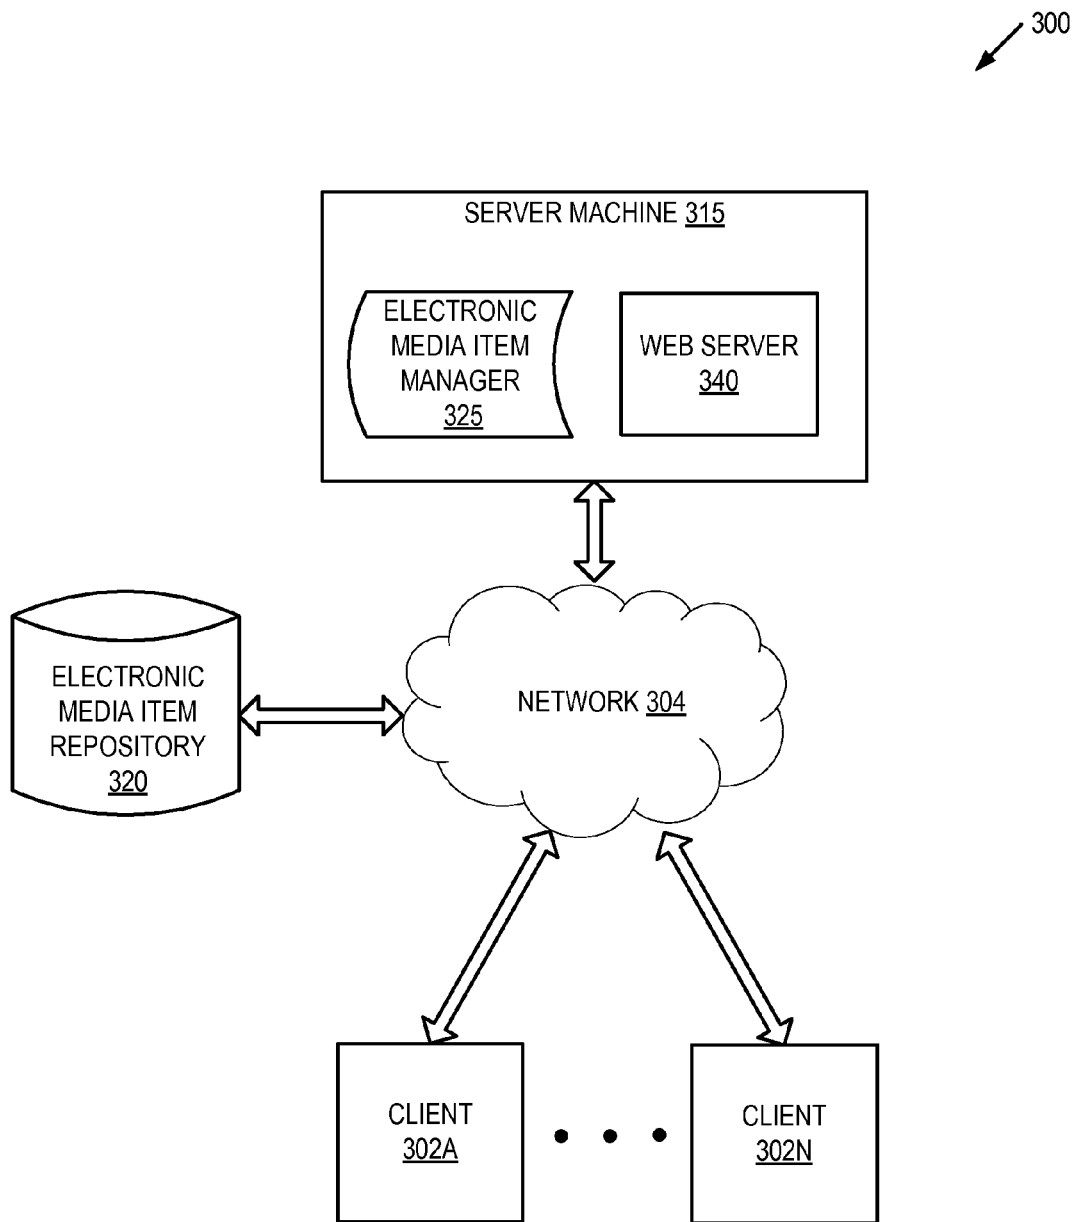 300
SERVER MACHINE 315
ELECTRONIC
MEDIA ITEM
MANAGER
325
WEB SERVER
340
ELECTRONIC
MEDIA ITEM
REPOSITORY
320
NETWORK 304
CLIENT
302A
CLIENT
302N